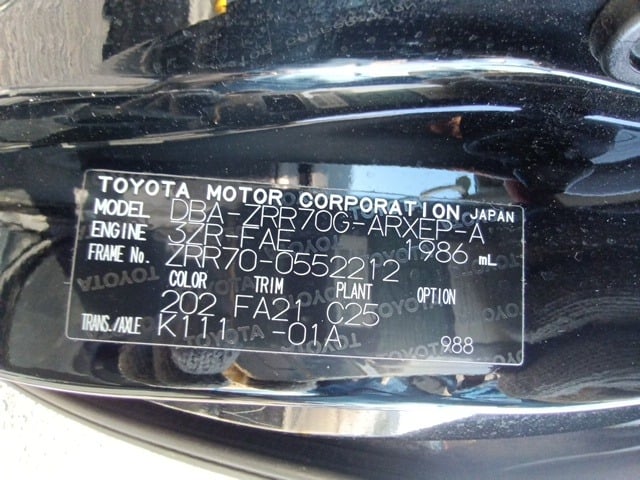 TOYOTA MOTOR CORPORATION JAPAN
MODEL DBA-ZRR70G-ARXEP-A
ENGINE 3ZR-FAE 1986 mL
FRAME No. ZRR70-0552212
COLOR TRIM PLANT OPTION
202 FA21 C25
TRANS./AXLE K111 -01A 988